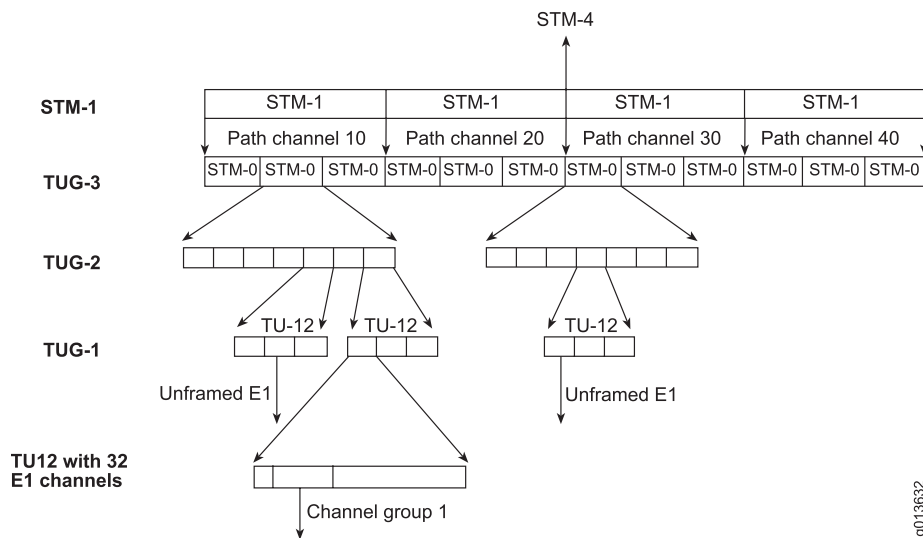 STM-4
STM-1 STM-1 STM-1 STM-1 STM-1
Path channel 10 Path channel 20 Path channel 30 Path channel 40
TUG-3 STM-0 STM-0 STM-0 STM-0 STM-0 STM-0 STM-0 STM-0 STM-0 STM-0 STM-0 STM-0
TUG-2
TU-12 TU-12 TU-12
TUG-1
Unframed E1 Unframed E1
TU12 with 32
E1 channels
Channel group 1
g013632